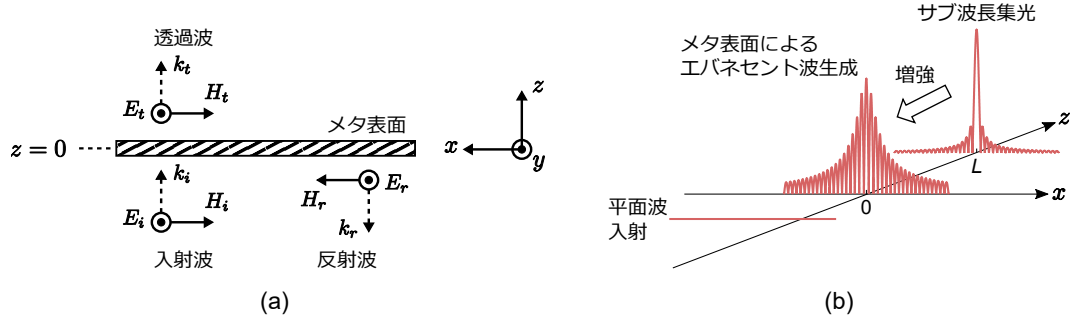 透過波
k_t
E_t
H_t
メタ表面
z = 0
k_i
E_i
H_i
入射波
H_r
E_r
k_r
反射波
z
x
y
(a)
サブ波長集光
メタ表面による
エバネセント波生成
増強
z
L
x
0
平面波
入射
(b)